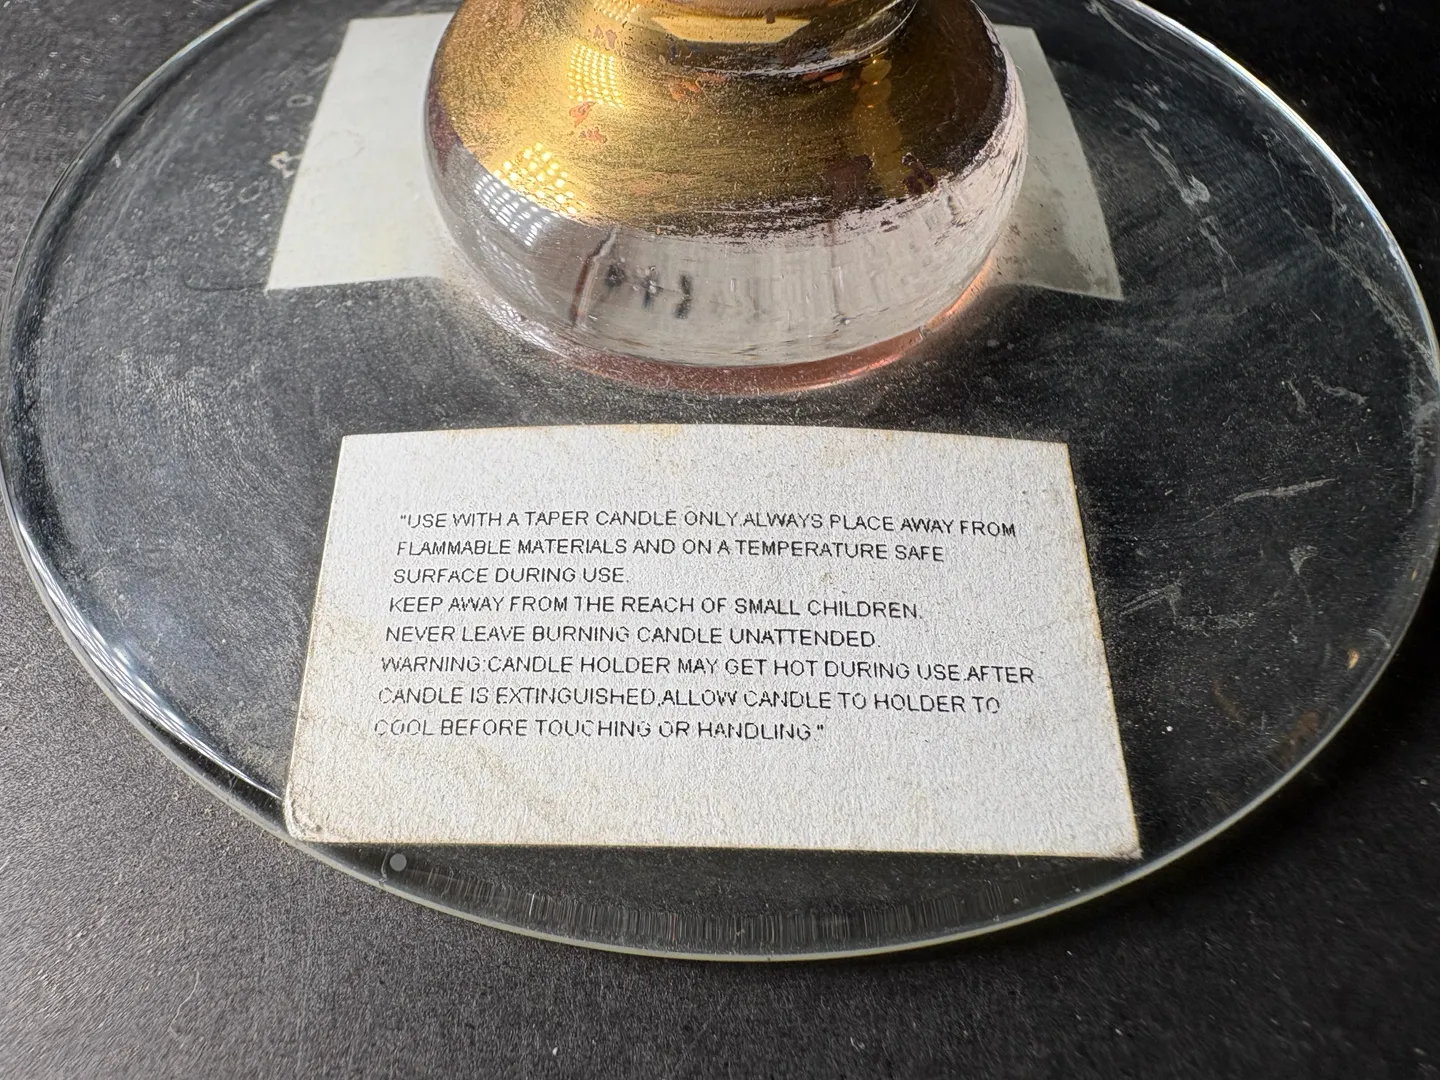 "USE WITH A TAPER CANDLE ONLY.ALWAYS PLACE AWAY FROM
FLAMMABLE MATERIALS AND ON A TEMPERATURE SAFE
SURFACE DURING USE.
KEEP AWAY FROM THE REACH OF SMALL CHILDREN.
NEVER LEAVE BURNING CANDLE UNATTENDED.
WARNING:CANDLE HOLDER MAY GET HOT DURING USE.AFTER
CANDLE IS EXTINGUISHED,ALLOW CANDLE TO HOLDER TO
COOL BEFORE TOUCHING OR HANDLING"